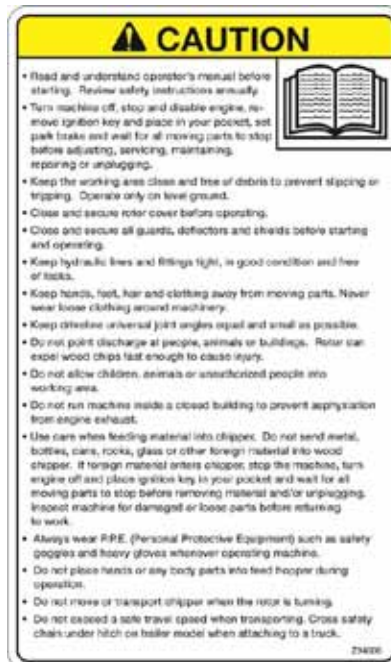 CAUTION
• Read and understand operator's manual before
starting. Review safety instructions annually.
• Turn machine off, stop and disable engine, re-
move ignition key and place in your pocket, set
park brake and wait for all moving parts to stop
before adjusting, servicing, maintaining,
repairing or unplugging.
• Keep the working area clean and free of debris to prevent slipping or
tripping. Operate only on level ground.
• Close and secure rotor cover before operating.
• Close and secure all guards, deflectors and shields before starting
and operating.
• Keep hydraulic lines and fittings tight, in good condition and free
of leaks.
• Keep hands, feet, hair and clothing away from moving parts. Never
wear loose clothing around machinery.
• Keep driveline universal joint angles equal and small as possible.
• Do not point discharge at people, animals or buildings. Rotor can
expel wood chips fast enough to cause injury.
• Do not allow children, animals or unauthorized people into
working area.
• Do not run machine inside a closed building to prevent asphyxiation
from engine exhaust.
• Use care when feeding material into chipper. Do not send metal,
bottles, cans, rocks, glass or other foreign material into wood
chipper. If foreign material enters chipper, stop the machine, turn
engine off and place ignition key in your pocket and wait for all
moving parts to stop before removing material and/or unplugging.
Inspect machine for damaged or loose parts before returning
to work.
• Always wear P.P.E. (Personal Protective Equipment) such as safety
goggles and heavy gloves whenever operating machine.
• Do not place hands or any body parts into feed hopper during
operation.
• Do not move or transport chipper when the rotor is turning.
• Do not exceed a safe travel speed when transporting. Cross safety
chain under hitch on trailer model when attaching to a truck.